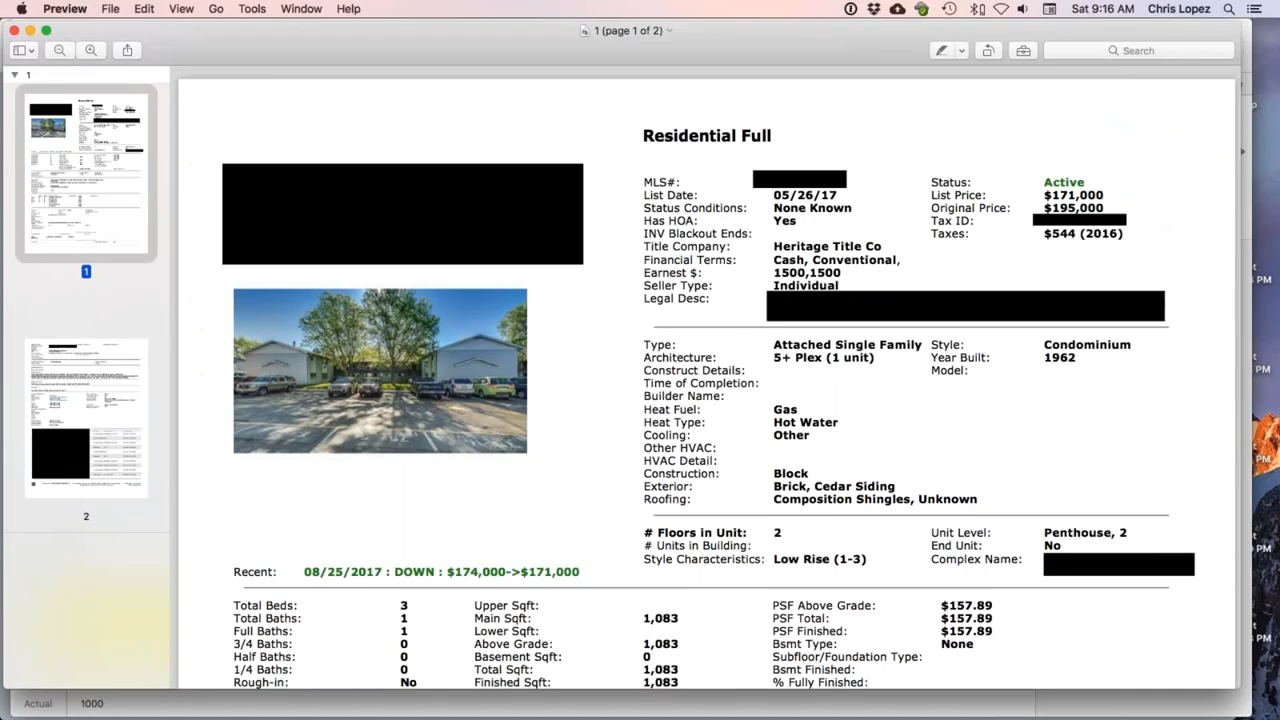 Preview File Edit View Go Tools Window Help Sat 9:16 AM Chris Lopez
1 (page 1 of 2)
Search
1
Residential Full
MLS#: Status: Active
List Date: 05/26/17 List Price: $171,000
Status Conditions: None Known Original Price: $195,000
Has HOA: Yes Tax ID:
INV Blackout Ends: Taxes: $544 (2016)
Title Company: Heritage Title Co
Financial Terms: Cash, Conventional,
Earnest $: 1500,1500
Seller Type: Individual
Legal Desc:
1
Type: Attached Single Family Style: Condominium
Architecture: 5+ Plex (1 unit) Year Built: 1962
Construct Details: Model:
Time of Completion:
Builder Name:
Heat Fuel: Gas
Heat Type: Hot Water
Cooling: Other
Other HVAC:
HVAC Detail:
Construction: Block
Exterior: Brick, Cedar Siding
Roofing: Composition Shingles, Unknown
2
# Floors in Unit: 2 Unit Level: Penthouse, 2
# Units in Building: End Unit: No
Style Characteristics: Low Rise (1-3) Complex Name:
Recent: 08/25/2017 : DOWN : $174,000->$171,000
Total Beds: 3 Upper Sqft: PSF Above Grade: $157.89
Total Baths: 1 Main Sqft: 1,083 PSF Total: $157.89
Full Baths: 1 Lower Sqft: PSF Finished: $157.89
3/4 Baths: 0 Above Grade: 1,083 Bsmt Type: None
Half Baths: 0 Basement Sqft: 0 Subfloor/Foundation Type:
1/4 Baths: 0 Total Sqft: 1,083 Bsmt Finished:
Rough-in: No Finished Sqft: 1,083 % Fully Finished:
Actual 1000